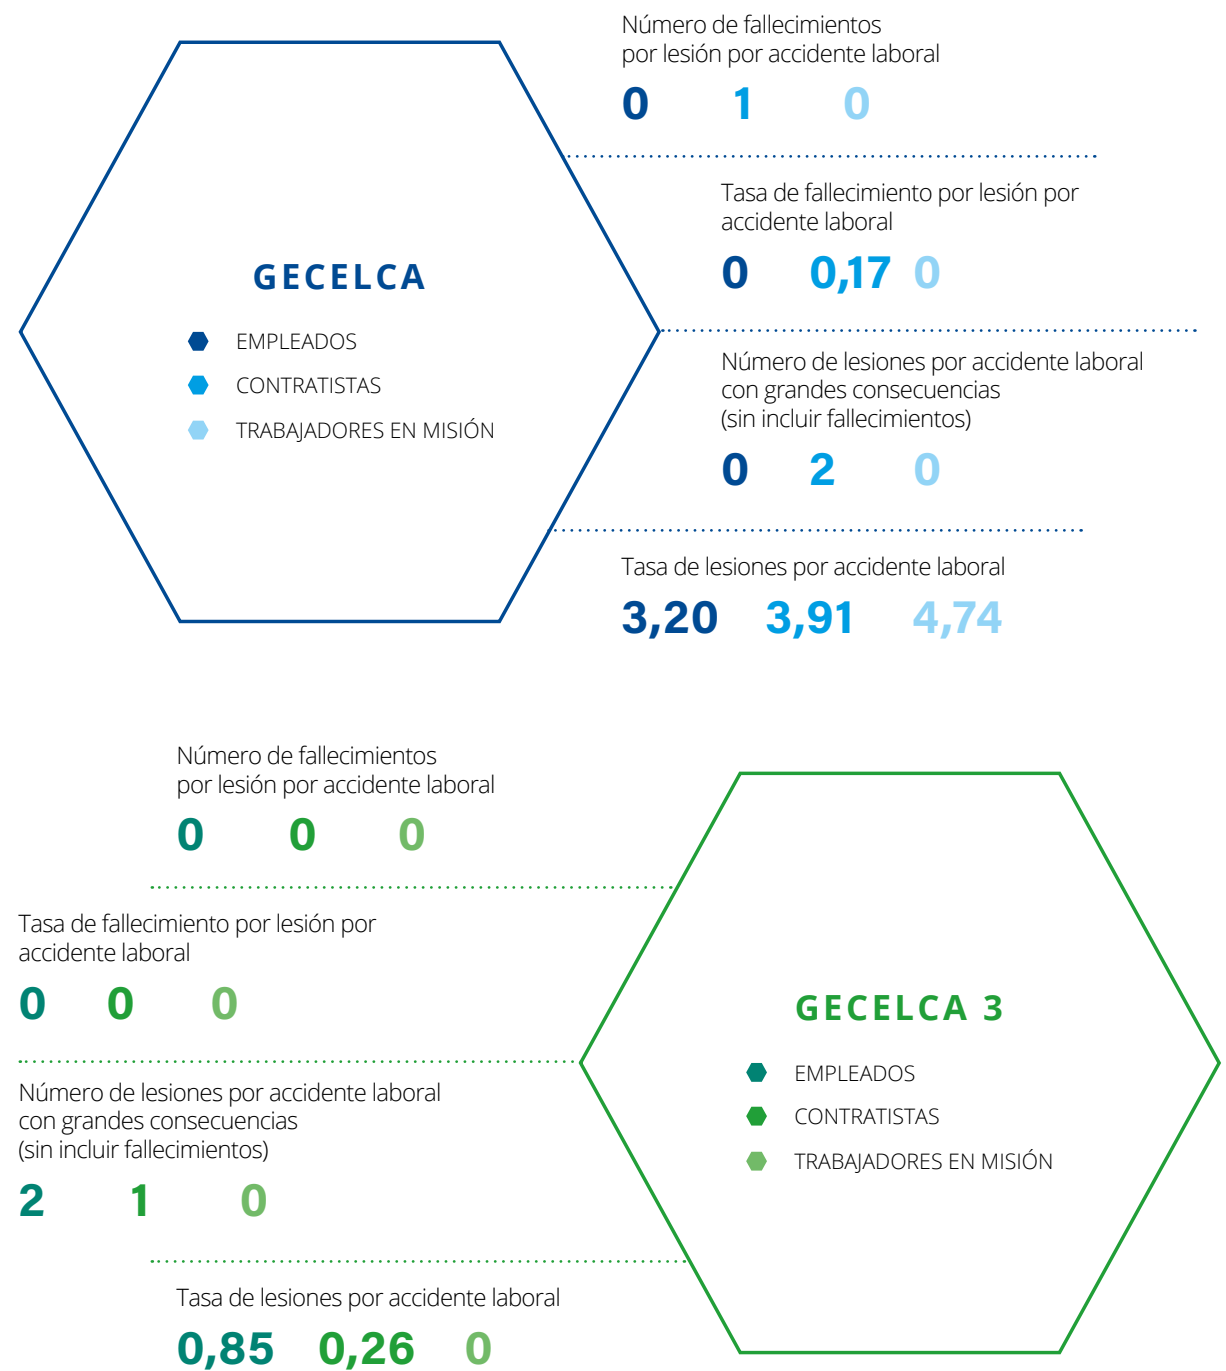 Número de fallecimientos
por lesión por accidente laboral
0 1 0
Tasa de fallecimiento por lesión por
accidente laboral
0 0,17 0
GECELCA
EMPLEADOS
CONTRATISTAS
TRABAJADORES EN MISIÓN
Número de lesiones por accidente laboral
con grandes consecuencias
(sin incluir fallecimientos)
0 2 0
Tasa de lesiones por accidente laboral
3,20 3,91 4,74
Número de fallecimientos
por lesión por accidente laboral
0 0 0
Tasa de fallecimiento por lesión por
accidente laboral
0 0 0
GECELCA 3
EMPLEADOS
CONTRATISTAS
TRABAJADORES EN MISIÓN
Número de lesiones por accidente laboral
con grandes consecuencias
(sin incluir fallecimientos)
2 1 0
Tasa de lesiones por accidente laboral
0,85 0,26 0